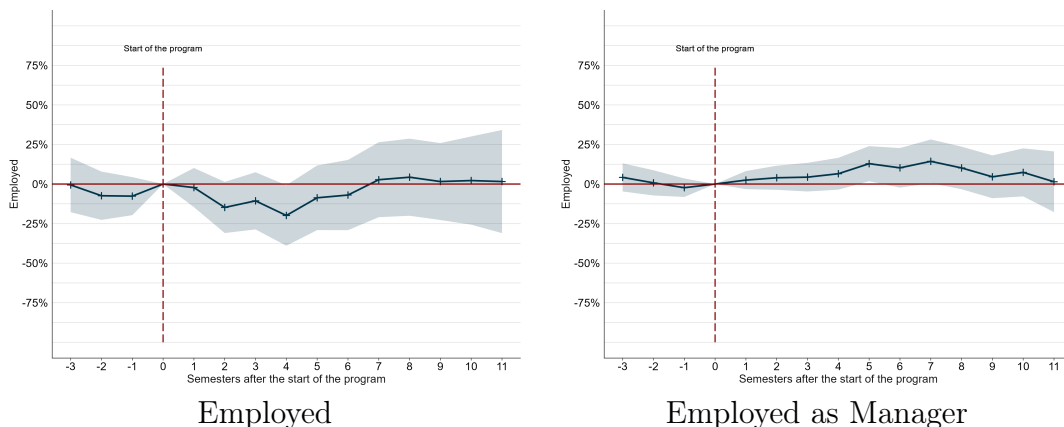 Start of the program
75%
50%
25%
0%
-25%
-50%
-75%
Employed
-3 -2 -1 0 1 2 3 4 5 6 7 8 9 10 11
Semesters after the start of the program
Employed
Start of the program
75%
50%
25%
0%
-25%
-50%
-75%
Employed
-3 -2 -1 0 1 2 3 4 5 6 7 8 9 10 11
Semesters after the start of the program
Employed as Manager